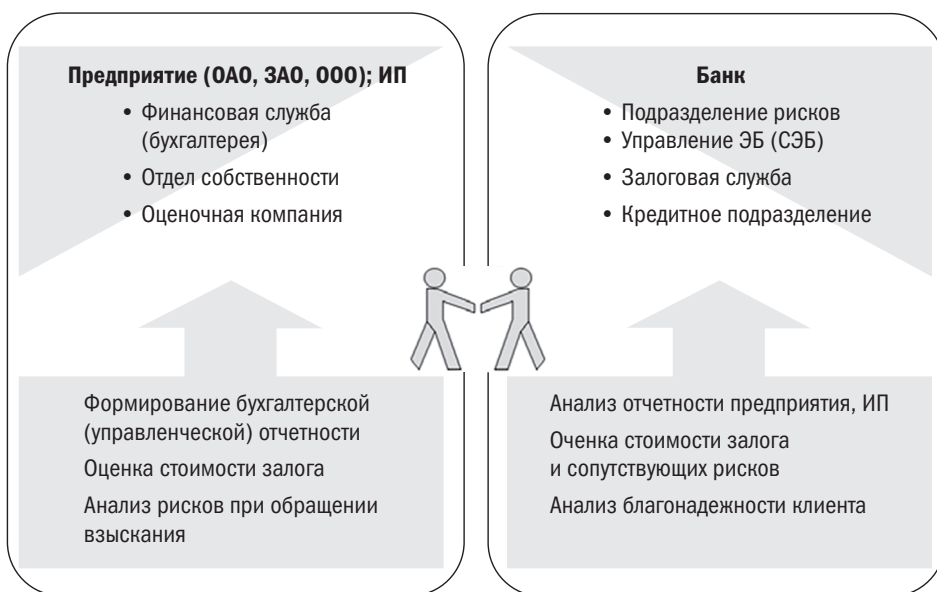 Предприятие (ОАО, ЗАО, ООО); ИП
• Финансовая служба
(бухгалтерея)
• Отдел собственности
• Оценочная компания
Формирование бухгалтерской
(управленческой) отчетности
Оценка стоимости залога
Анализ рисков при обращении
взыскания
Банк
• Подразделение рисков
• Управление ЭБ (СЭБ)
• Залоговая служба
• Кредитное подразделение
Анализ отчетности предприятия, ИП
Оченка стоимости залога
и сопутствующих рисков
Анализ благонадежности клиента